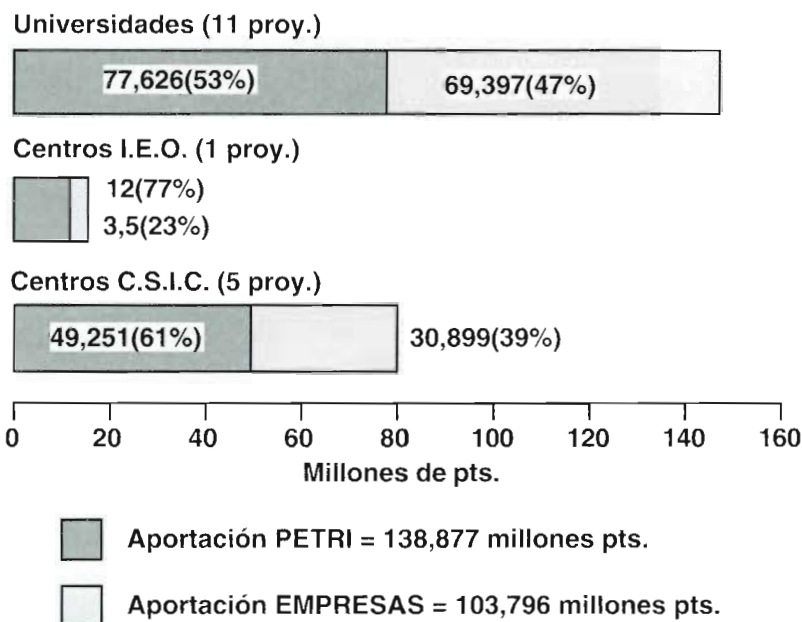 Universidades (11 proy.)
77,626(53%) 69,397(47%)
Centros I.E.O. (1 proy.)
12(77%)
3,5(23%)
Centros C.S.I.C. (5 proy.)
49,251(61%) 30,899(39%)
0 20 40 60 80 100 120 140 160
Millones de pts.
Aportación PETRI = 138,877 millones pts.
Aportación EMPRESAS = 103,796 millones pts.